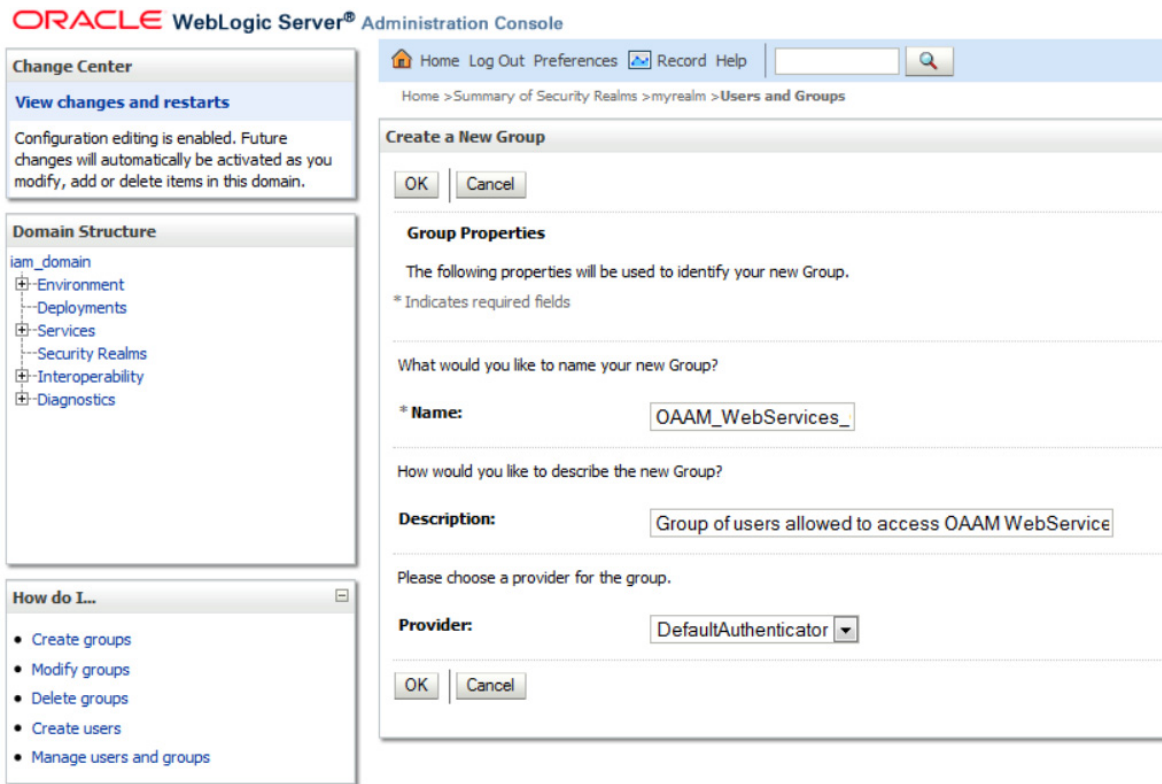 ORACLE WebLogic Server® Administration Console
Change Center
View changes and restarts
Configuration editing is enabled. Future
changes will automatically be activated as you
modify, add or delete items in this domain.
Domain Structure
iam_domain
Environment
Deployments
Services
Security Realms
Interoperability
Diagnostics
How do I...
Create groups
Modify groups
Delete groups
Create users
Manage users and groups
Home Log Out Preferences Record Help
Home >Summary of Security Realms >myrealm >Users and Groups
Create a New Group
OK Cancel
Group Properties
The following properties will be used to identify your new Group.
* Indicates required fields
What would you like to name your new Group?
* Name: OAAM_WebServices_
How would you like to describe the new Group?
Description: Group of users allowed to access OAAM WebService
Please choose a provider for the group.
Provider: DefaultAuthenticator
OK Cancel